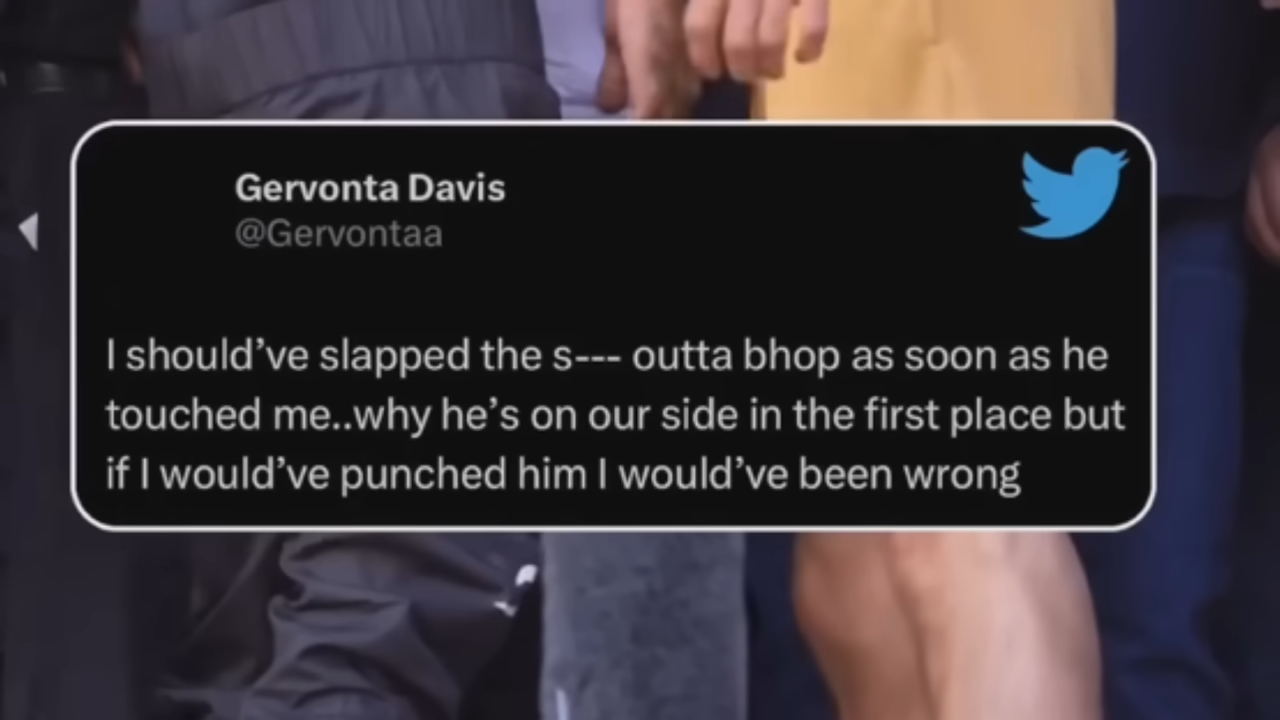 Gervonta Davis
@Gervontaa
I should’ve slapped the s--- outta bhop as soon as he
touched me..why he’s on our side in the first place but
if I would’ve punched him I would’ve been wrong